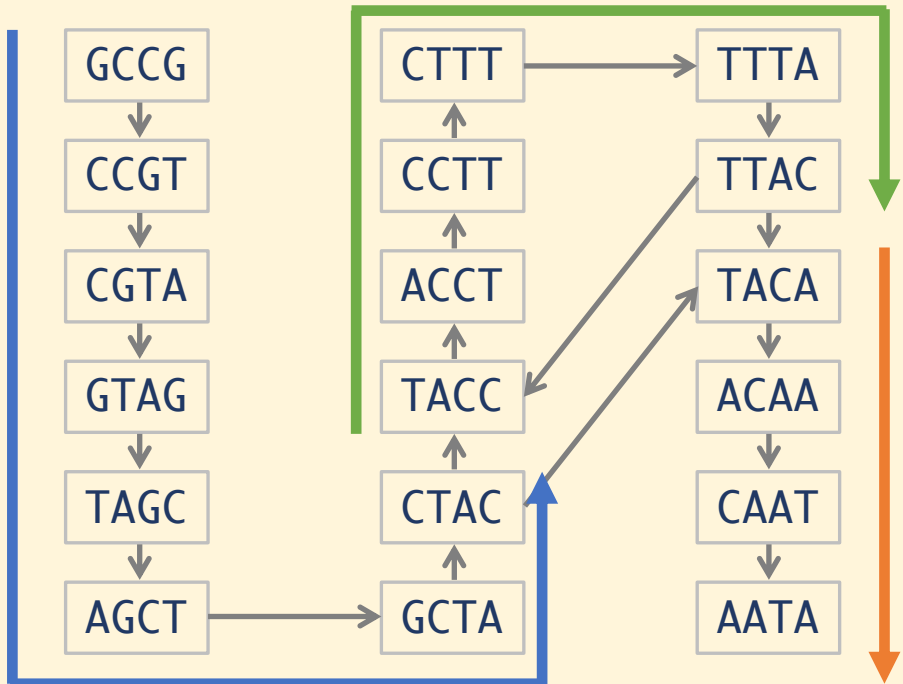 GCCG
CCGT
CGTA
GTAG
TAGC
AGCT
CTTT
CCTT
ACCT
TACC
CTAC
GCTA
TTTA
TTAC
TACA
ACAA
CAAT
AATA